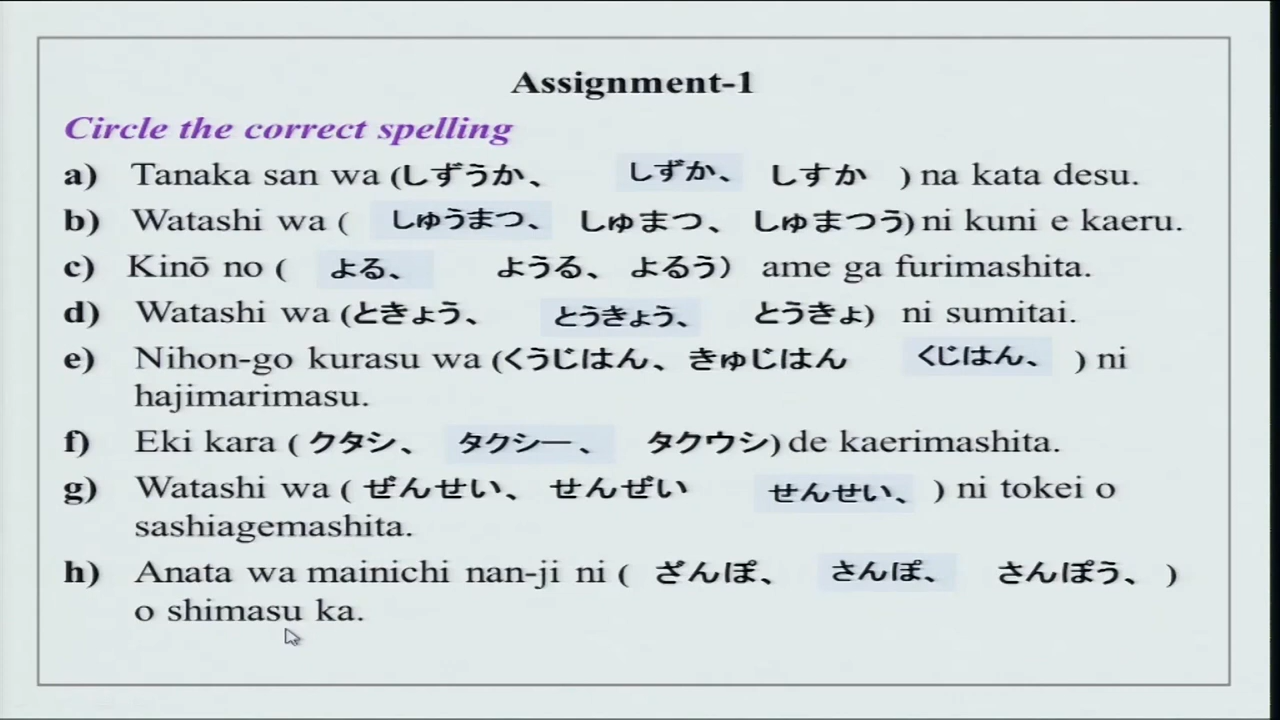 Assignment-1
Circle the correct spelling
a) Tanaka san wa (しずうか、 しずか、 しすか ) na kata desu.
b) Watashi wa ( しゅうまつ、 しゅまつ、 しゅまつう) ni kuni e kaeru.
c) Kinō no ( よる、 ようる、 よるう) ame ga furimashita.
d) Watashi wa (ときょう、 とうきょう、 とうきょ) ni sumitai.
e) Nihon-go kurasu wa (くうじはん、きゅじはん くじはん、 ) ni
hajimarimasu.
f) Eki kara ( クタシ、 タクシー、 タクウシ) de kaerimashita.
g) Watashi wa ( ぜんせい、 せんぜい せんせい、 ) ni tokei o
sashiagemashita.
h) Anata wa mainichi nan-ji ni ( ざんぽ、 さんぽ、 さんぽう、 )
o shimasu ka.